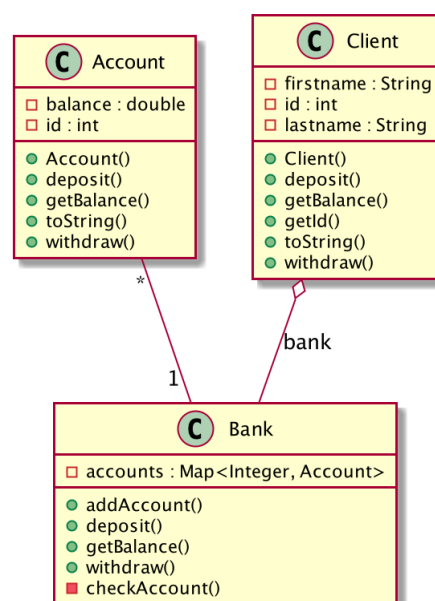 C Account
balance : double
id : int
Account()
deposit()
getBalance()
toString()
withdraw()
C Client
firstname : String
id : int
lastname : String
Client()
deposit()
getBalance()
getId()
toString()
withdraw()
*
bank
1
C Bank
accounts : Map<Integer, Account>
addAccount()
deposit()
getBalance()
withdraw()
checkAccount()